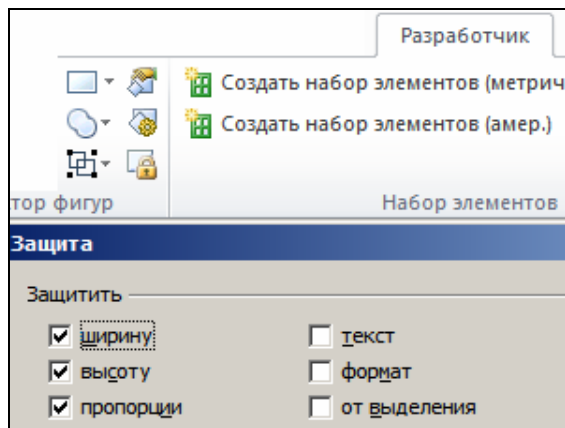 Разработчик
Создать набор элементов (метрич
Создать набор элементов (амер.)
тор фигур
Набор элементов
Защита
Защитить
ширину
текст
высоту
формат
пропорции
от выделения